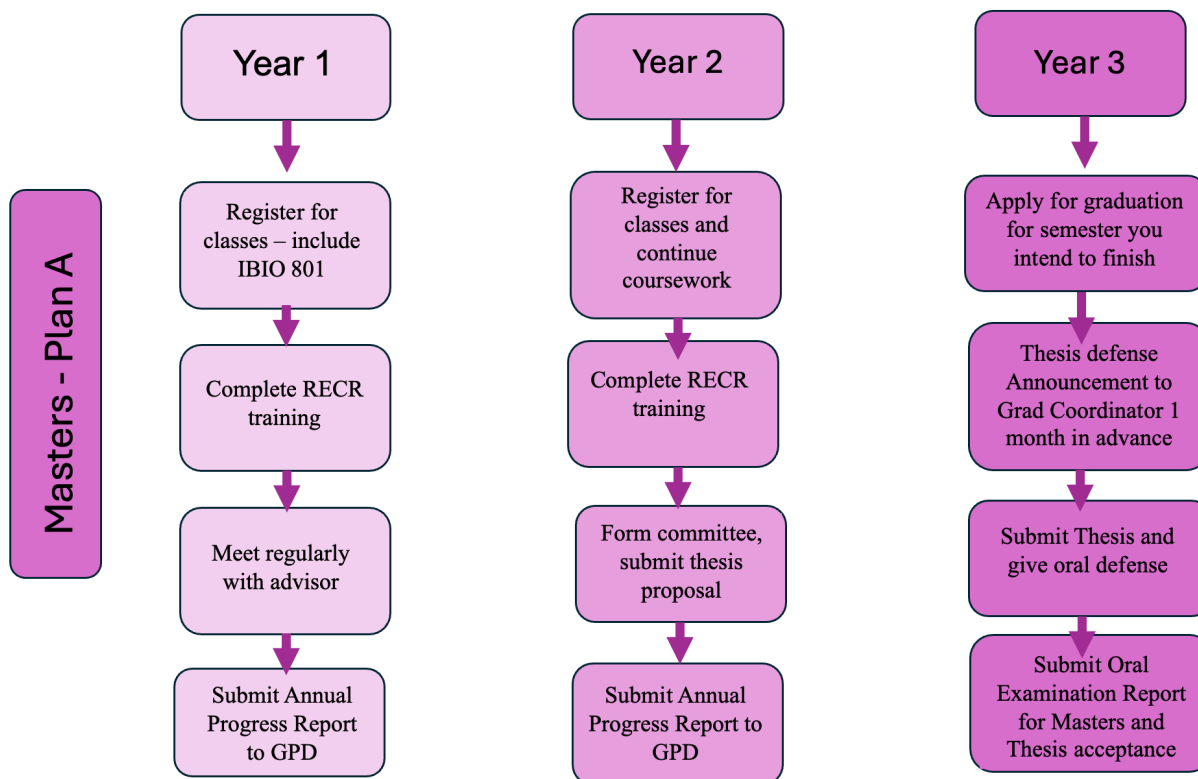 Masters - Plan A
Year 1
Register for
classes – include
IBIO 801
Complete RECR
training
Meet regularly
with advisor
Submit Annual
Progress Report
to GPD
Year 2
Register for
classes and
continue
coursework
Complete RECR
training
Form committee,
submit thesis
proposal
Submit Annual
Progress Report to
GPD
Year 3
Apply for graduation
for semester you
intend to finish
Thesis defense
Announcement to
Grad Coordinator 1
month in advance
Submit Thesis and
give oral defense
Submit Oral
Examination Report
for Masters and
Thesis acceptance